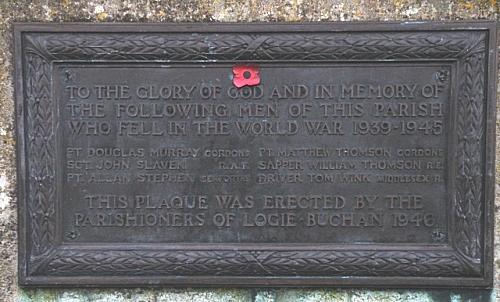 TO THE GLORY OF GOD AND IN MEMORY OF
THE FOLLOWING MEN OF THIS PARISH
WHO FELL IN THE WORLD WAR 1939-1945
PT DOUGLAS MURRAY GORDONS
SGT JOHN SLAVEN R.A.F.
PT ALLAN STEPHEN SEAFORTHS
PT MATTHEW THOMSON GORDONS
SAPPER WILLIAM THOMSON R.E.
DRIVER TOM WINK MIDDLESEX R.
THIS PLAQUE WAS ERECTED BY THE
PARISHIONERS OF LOGIE-BUCHAN 1948